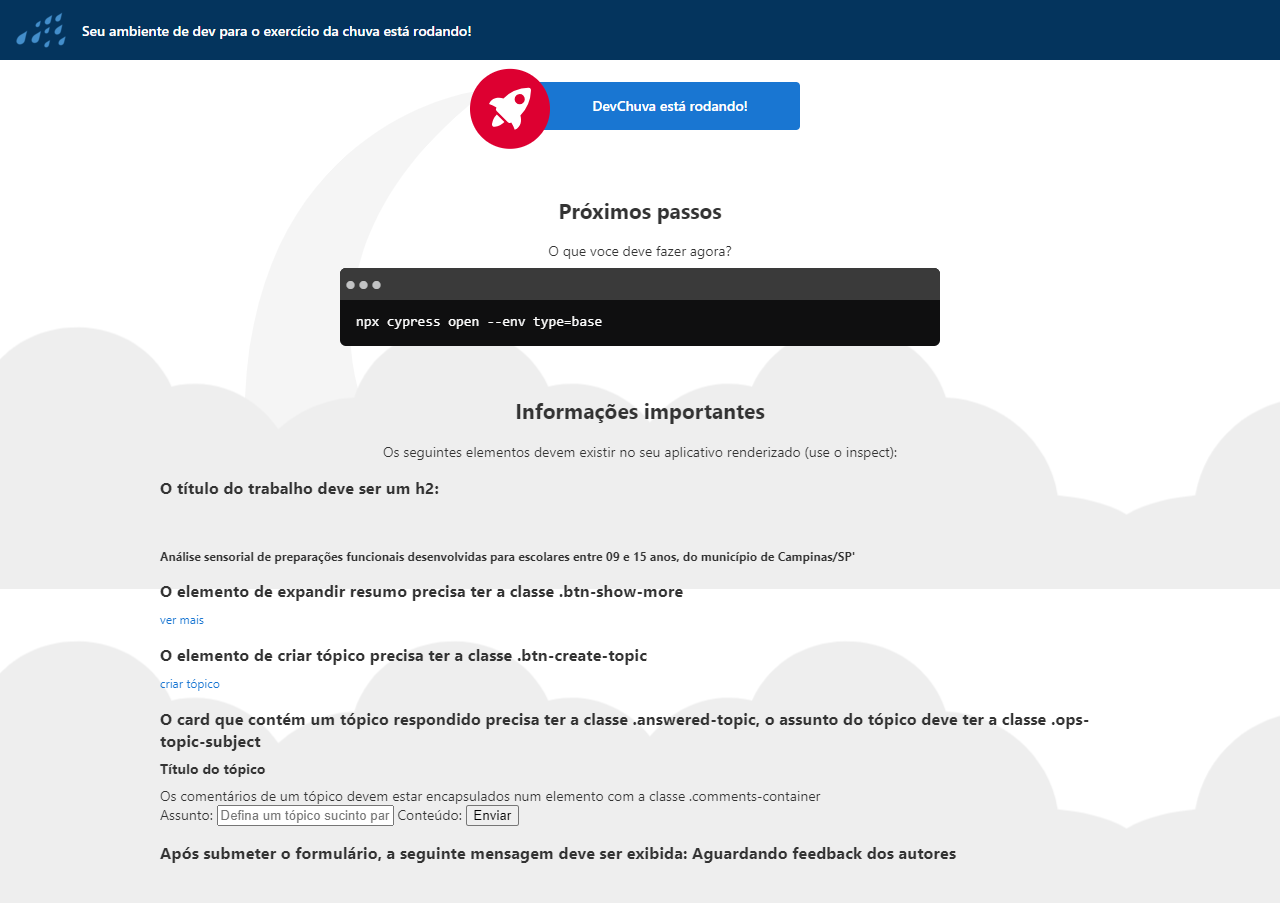 Seu ambiente de dev para o exercício da chuva está rodando!
DevChuva está rodando!
Próximos passos
O que voce deve fazer agora?
npx cypress open --env type=base
Informações importantes
Os seguintes elementos devem existir no seu aplicativo renderizado (use o inspect):
O título do trabalho deve ser um h2:
Análise sensorial de preparações funcionais desenvolvidas para escolares entre 09 e 15 anos, do município de Campinas/SP'
O elemento de expandir resumo precisa ter a classe .btn-show-more
ver mais
O elemento de criar tópico precisa ter a classe .btn-create-topic
criar tópico
O card que contém um tópico respondido precisa ter a classe .answered-topic, o assunto do tópico deve ter a classe .ops-
topic-subject
Título do tópico
Os comentários de um tópico devem estar encapsulados num elemento com a classe .comments-container
Assunto: Defina um tópico sucinto par Conteúdo: Enviar
Após submeter o formulário, a seguinte mensagem deve ser exibida: Aguardando feedback dos autores